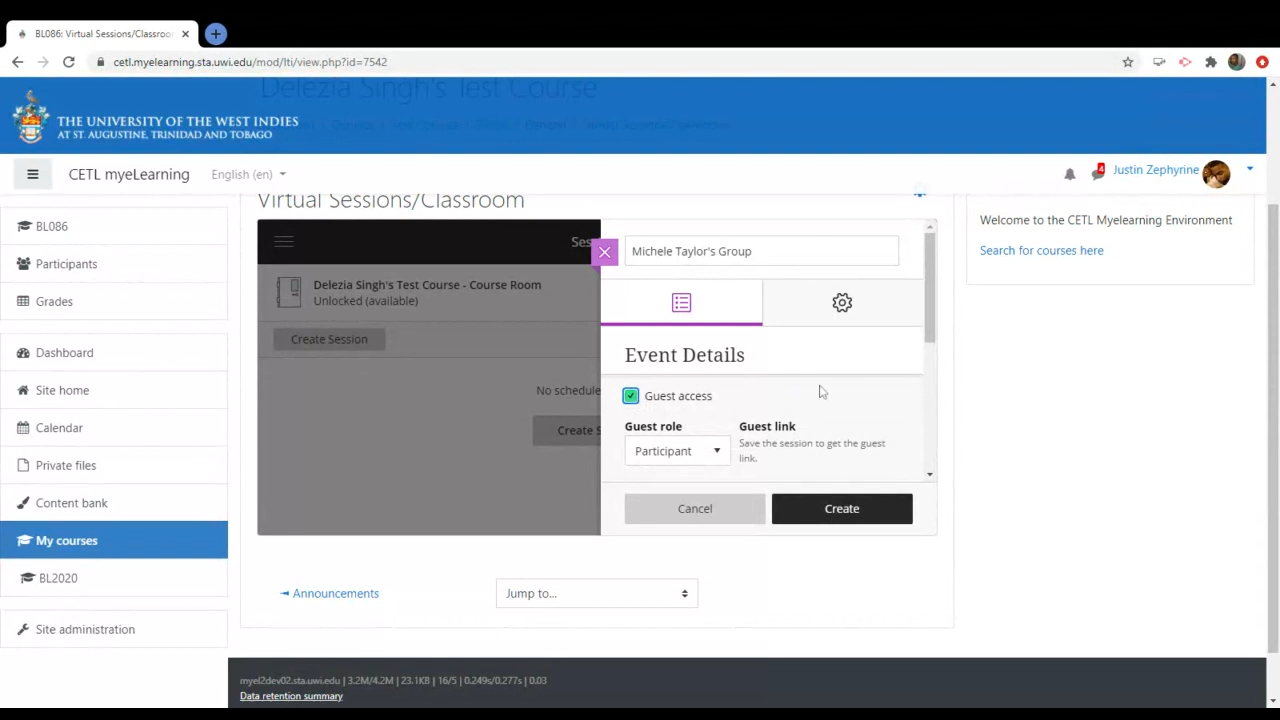 BL086: Virtual Sessions/Classroor
cetl.myelearning.sta.uwi.edu/mod/lti/view.php?id=7542
Delezia Singh's Test Course
THE UNIVERSITY OF THE WEST INDIES
AT ST. AUGUSTINE, TRINIDAD AND TOBAGO
CETL myeLearning
English (en)
4
Justin Zephyrine
BL086
Participants
Grades
Dashboard
Site home
Calendar
Private files
Content bank
My courses
BL2020
Site administration
Virtual Sessions/Classroom
Ses
Delezia Singh's Test Course - Course Room
Unlocked (available)
Create Session
No schedule
Create S
Michele Taylor's Group
Event Details
Guest access
Guest role
Guest link
Participant
Save the session to get the guest
link.
Cancel
Create
◄ Announcements
Jump to...
Welcome to the CETL Myelearning Environment
Search for courses here
myel2dev02.sta.uwi.edu | 3.2M/4.2M | 23.1KB | 16/5 | 0.249s/0.277s | 0.03
Data retention summary